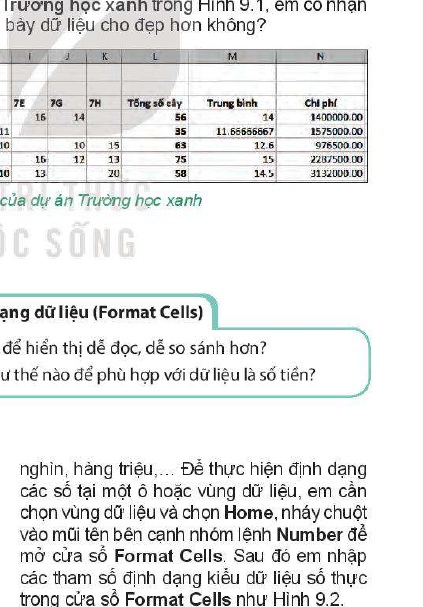 Trường học xanh trong Hình 9.1, em có nhận
bày dữ liệu cho đẹp hơn không?
I J K L M N
7E 7G 7H Tổng số cây Trung bình Chi phí
16 14 56 14 1400000.00
11 35 11.66666667 1575000.00
10 10 15 63 12.6 976500.00
16 12 13 75 15 2287500.00
10 13 20 58 14.5 3132000.00
của dự án Trường học xanh
TRI THỨC
ỘC SỐNG
ạng dữ liệu (Format Cells)
để hiển thị dễ đọc, dễ so sánh hơn?
ư thế nào để phù hợp với dữ liệu là số tiền?
nghìn, hàng triệu,... Để thực hiện định dạng
các số tại một ô hoặc vùng dữ liệu, em cần
chọn vùng dữ liệu và chọn Home, nháy chuột
vào mũi tên bên cạnh nhóm lệnh Number để
mở cửa sổ Format Cells. Sau đó em nhập
các tham số định dạng kiểu dữ liệu số thực
trong cửa sổ Format Cells như Hình 9.2.